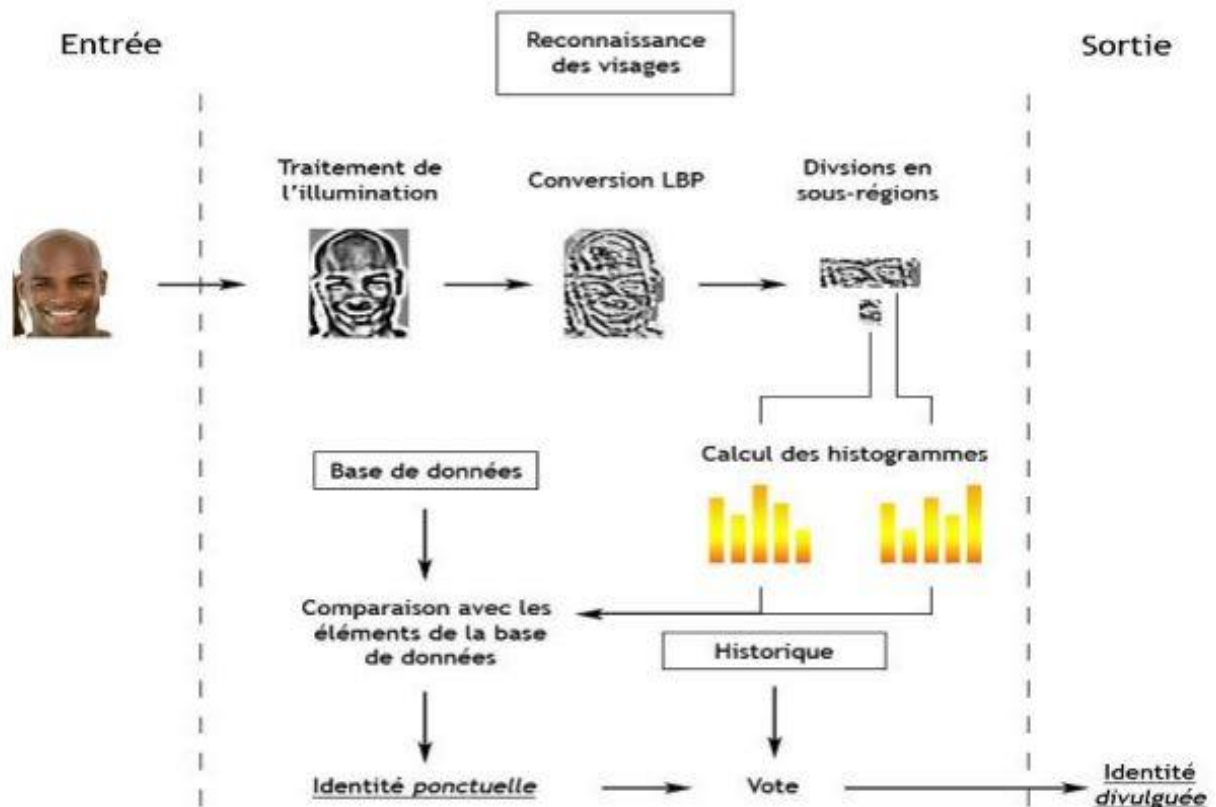 Entrée
Reconnaissance
des visages
Sortie
Traitement de
l'illumination
Conversion LBP
Divsions en
sous-régions
Calcul des histogrammes
Base de données
Comparaison avec les
éléments de la base
de données
Historique
Identité ponctuelle
Vote
Identité
divulguée